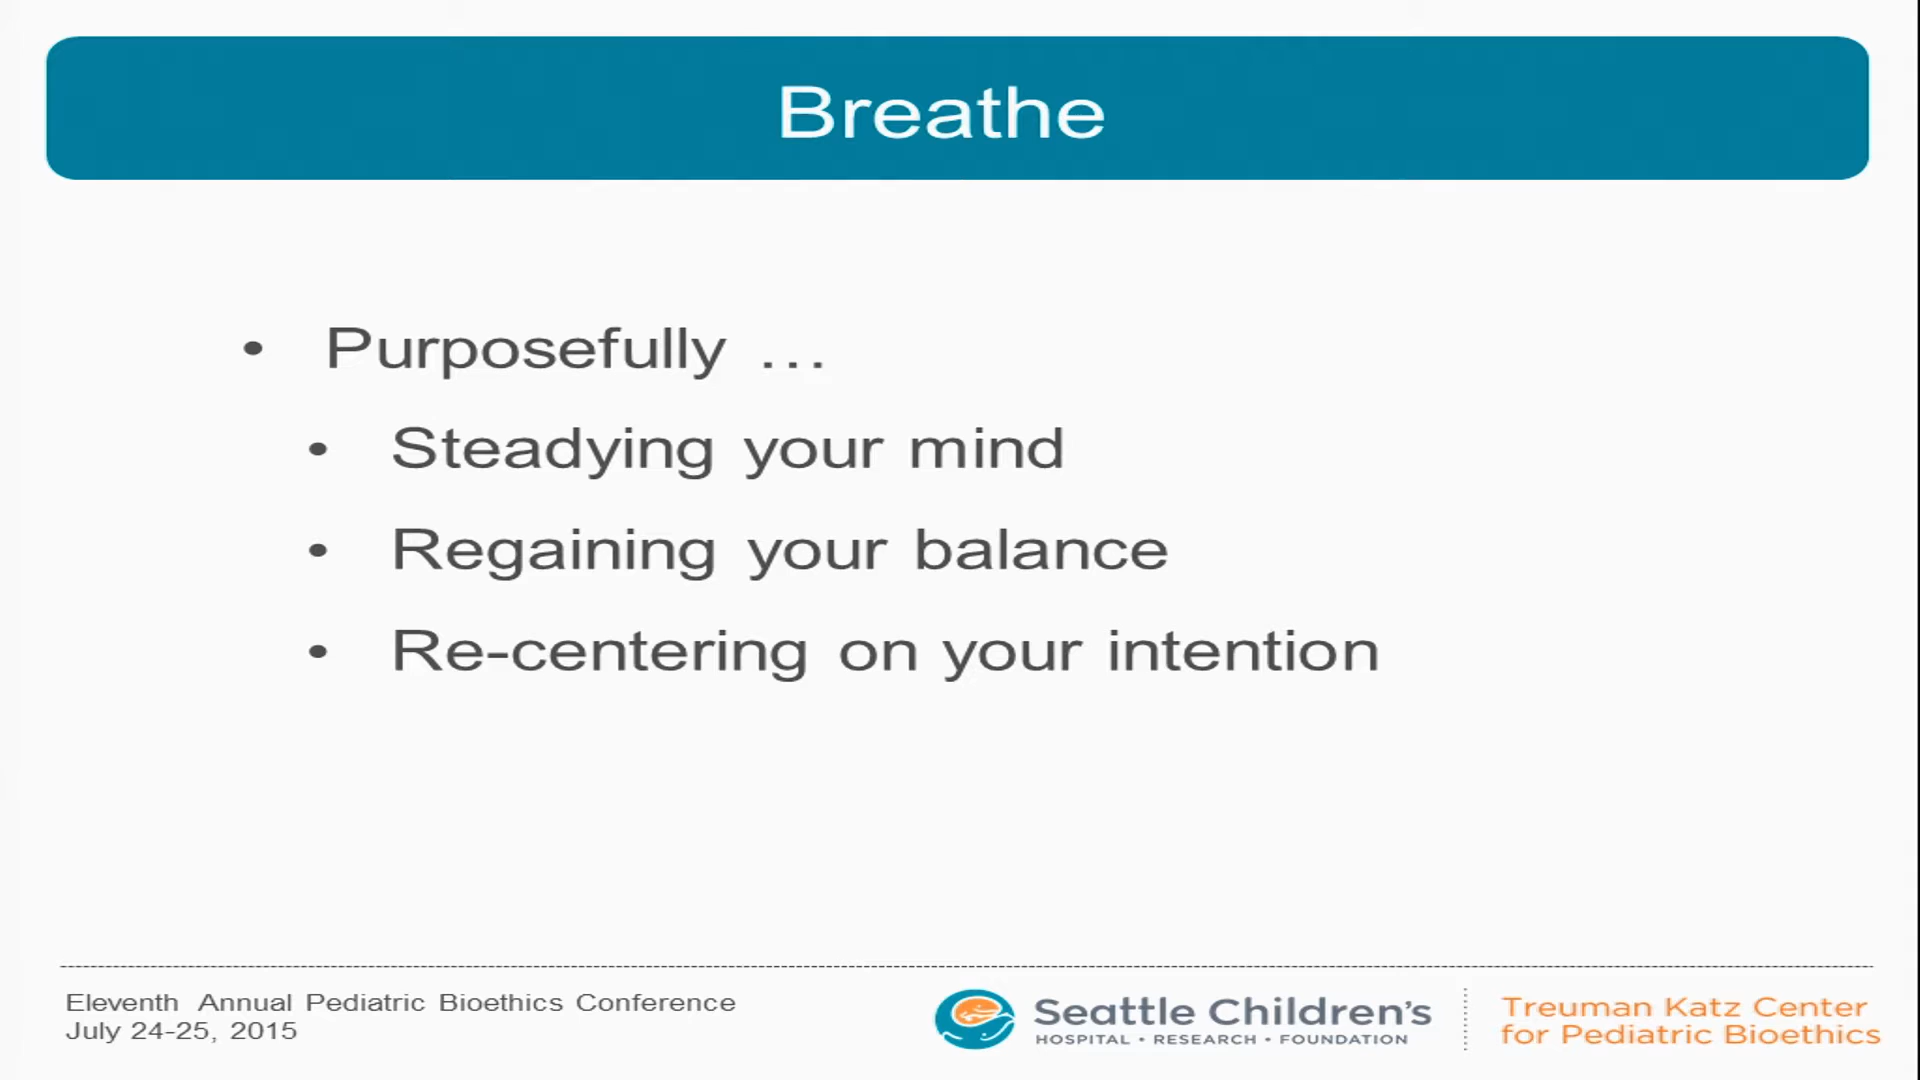 Breathe
• Purposefully ...
• Steadying your mind
• Regaining your balance
• Re-centering on your intention
Eleventh Annual Pediatric Bioethics Conference
July 24-25, 2015
Seattle Children's
HOSPITAL • RESEARCH • FOUNDATION
Treuman Katz Center
for Pediatric Bioethics